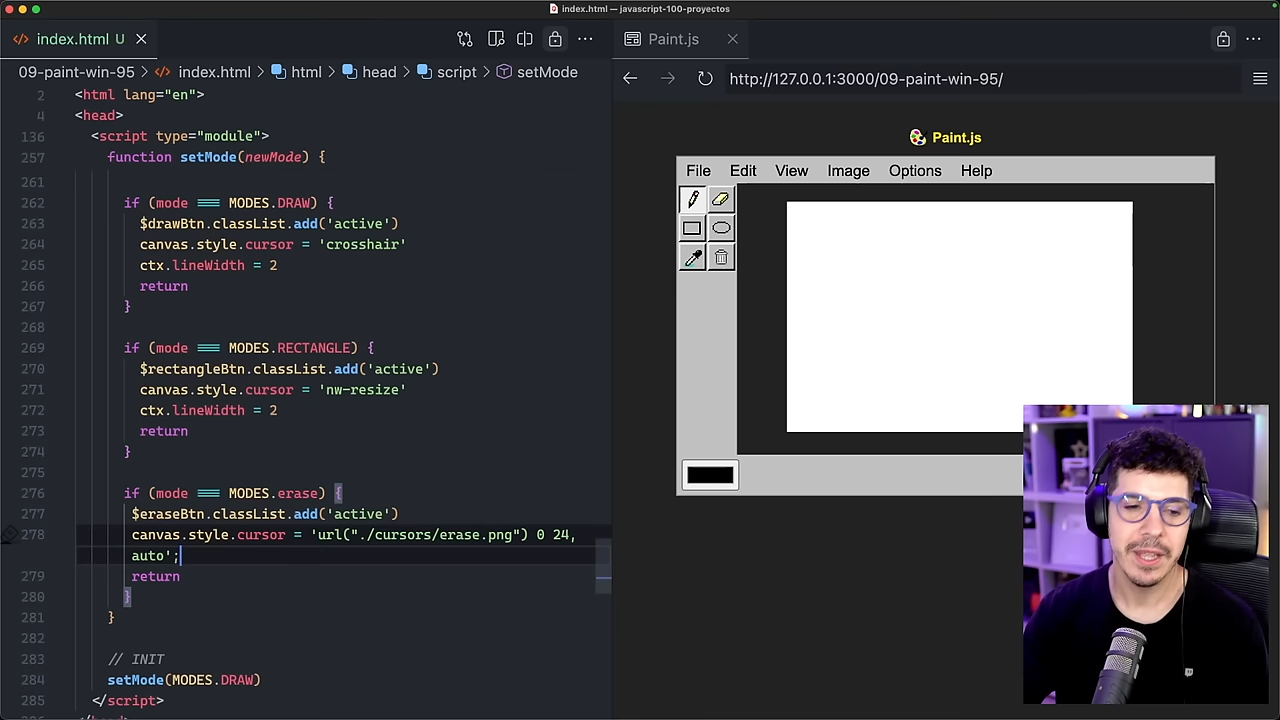 index.html — javascript-100-proyectos
index.html U
09-paint-win-95 > index.html > html > head > script > setMode
2 <html lang="en">
4 <head>
136 <script type="module">
257 function setMode(newMode) {
261
262 if (mode === MODES.DRAW) {
263 $drawBtn.classList.add('active')
264 canvas.style.cursor = 'crosshair'
265 ctx.lineWidth = 2
266 return
267 }
268
269 if (mode === MODES.RECTANGLE) {
270 $rectangleBtn.classList.add('active')
271 canvas.style.cursor = 'nw-resize'
272 ctx.lineWidth = 2
273 return
274 }
275
276 if (mode === MODES.erase) {
277 $eraseBtn.classList.add('active')
278 canvas.style.cursor = 'url("./cursors/erase.png") 0 24,
auto';
279 return
280 }
281 }
282
283 // INIT
284 setMode(MODES.DRAW)
285 </script>
Paint.js
http://127.0.0.1:3000/09-paint-win-95/
Paint.js
File Edit View Image Options Help